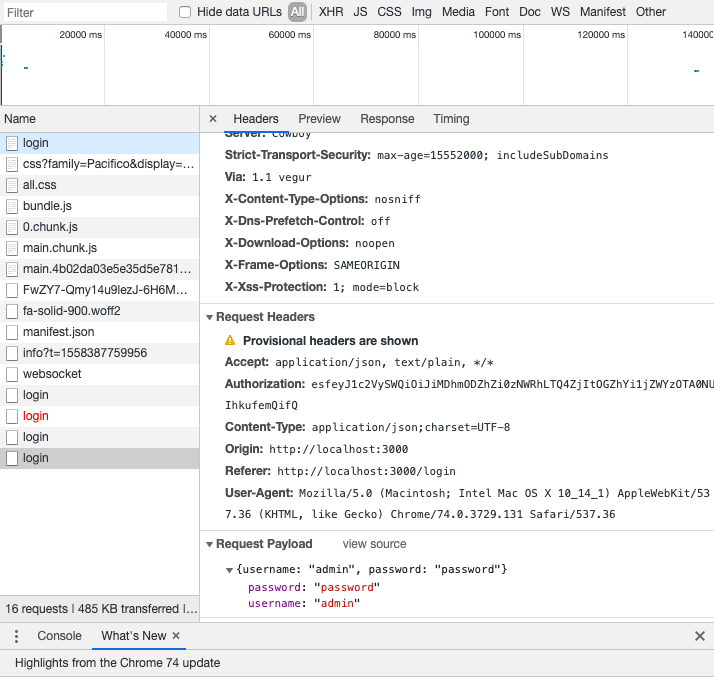 Filter Hide data URLs All XHR JS CSS Img Media Font Doc WS Manifest Other
20000 ms 40000 ms 60000 ms 80000 ms 100000 ms 120000 ms 14000
Name
login
css?family=Pacifico&display=...
all.css
bundle.js
0.chunk.js
main.chunk.js
main.4b02da03e5e35d5e781...
FwZY7-Qmy14u9lezJ-6H6M...
fa-solid-900.woff2
manifest.json
info?t=1558387759956
websocket
login
login
login
login
16 requests | 485 KB transferred |...
× Headers Preview Response Timing
Server: Cowboy
Strict-Transport-Security: max-age=15552000; includeSubDomains
Via: 1.1 vegur
X-Content-Type-Options: nosniff
X-Dns-Prefetch-Control: off
X-Download-Options: noopen
X-Frame-Options: SAMEORIGIN
X-Xss-Protection: 1; mode=block
Request Headers
Provisional headers are shown
Accept: application/json, text/plain, */*
Authorization: esfeyJ1c2VySWQiOiJiMDhmODZhZi0zNWRhLTQ4ZjItOGZhYi1jZWYzOTA0NU
IhkufemQifQ
Content-Type: application/json;charset=UTF-8
Origin: http://localhost:3000
Referer: http://localhost:3000/login
User-Agent: Mozilla/5.0 (Macintosh; Intel Mac OS X 10_14_1) AppleWebKit/53
7.36 (KHTML, like Gecko) Chrome/74.0.3729.131 Safari/537.36
Request Payload view source
{username: "admin", password: "password"}
password: "password"
username: "admin"
Console What's New ×
Highlights from the Chrome 74 update